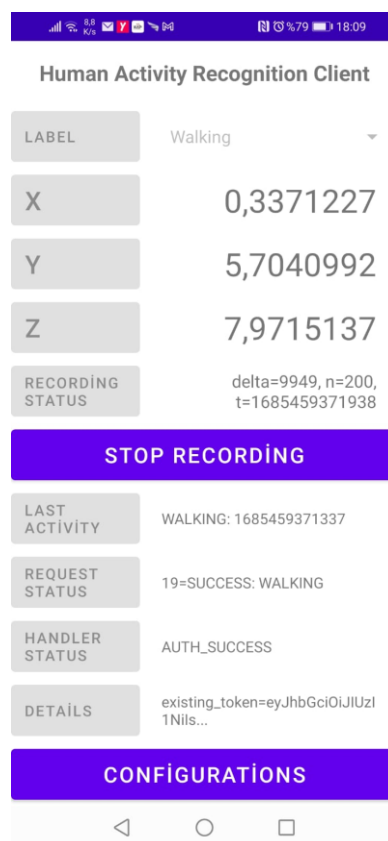 8,8 K/s %79 18:09
Human Activity Recognition Client
LABEL Walking
X 0,3371227
Y 5,7040992
Z 7,9715137
RECORDİNG delta=9949, n=200,
STATUS t=1685459371938
STOP RECORDİNG
LAST
ACTİVİTY WALKING: 1685459371337
REQUEST
STATUS 19=SUCCESS: WALKING
HANDLER
STATUS AUTH_SUCCESS
DETAİLS existing_token=eyJhbGciOiJIUzI
1NiIs...
CONFİGURATİONS